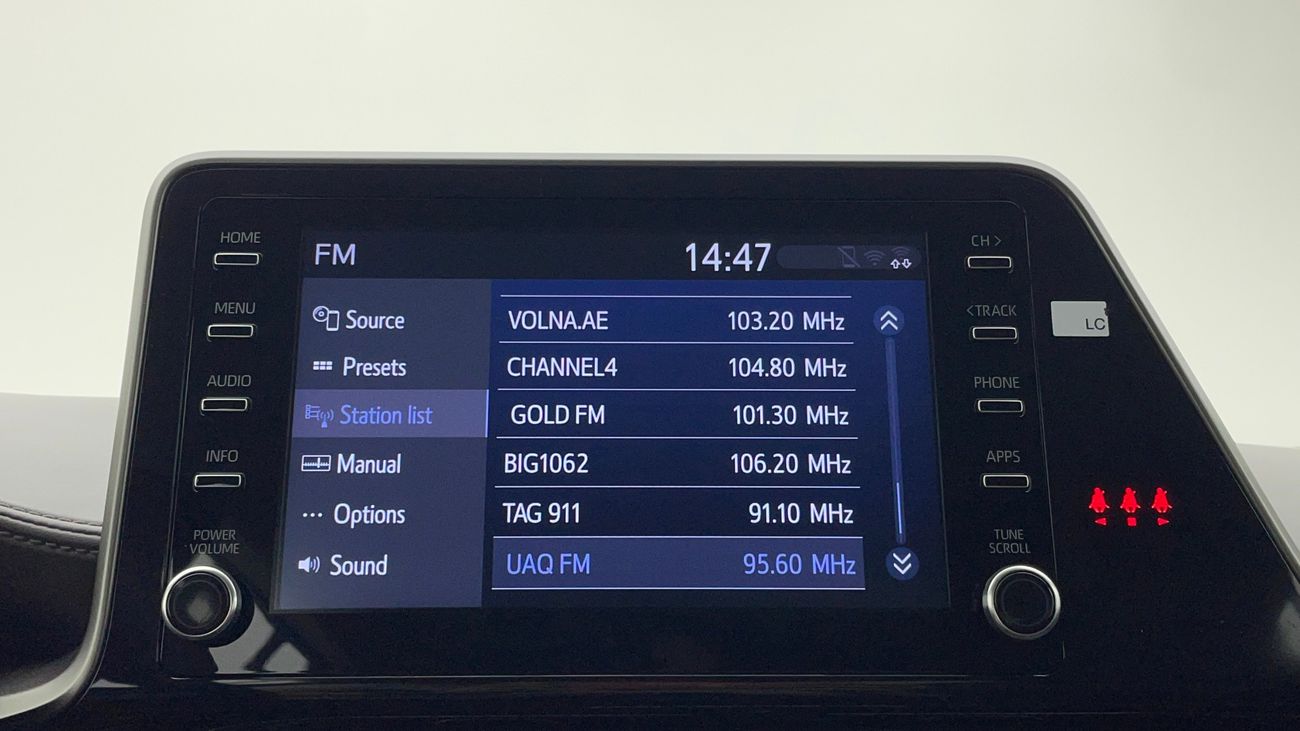 HOME
MENU
AUDIO
INFO
POWER
VOLUME
FM
14:47
Source
Presets
Station list
Manual
Options
Sound
VOLNA.AE 103.20 MHz
CHANNEL4 104.80 MHz
GOLD FM 101.30 MHz
BIG1062 106.20 MHz
TAG 911 91.10 MHz
UAQ FM 95.60 MHz
CH >
<TRACK
PHONE
APPS
TUNE
SCROLL
LC